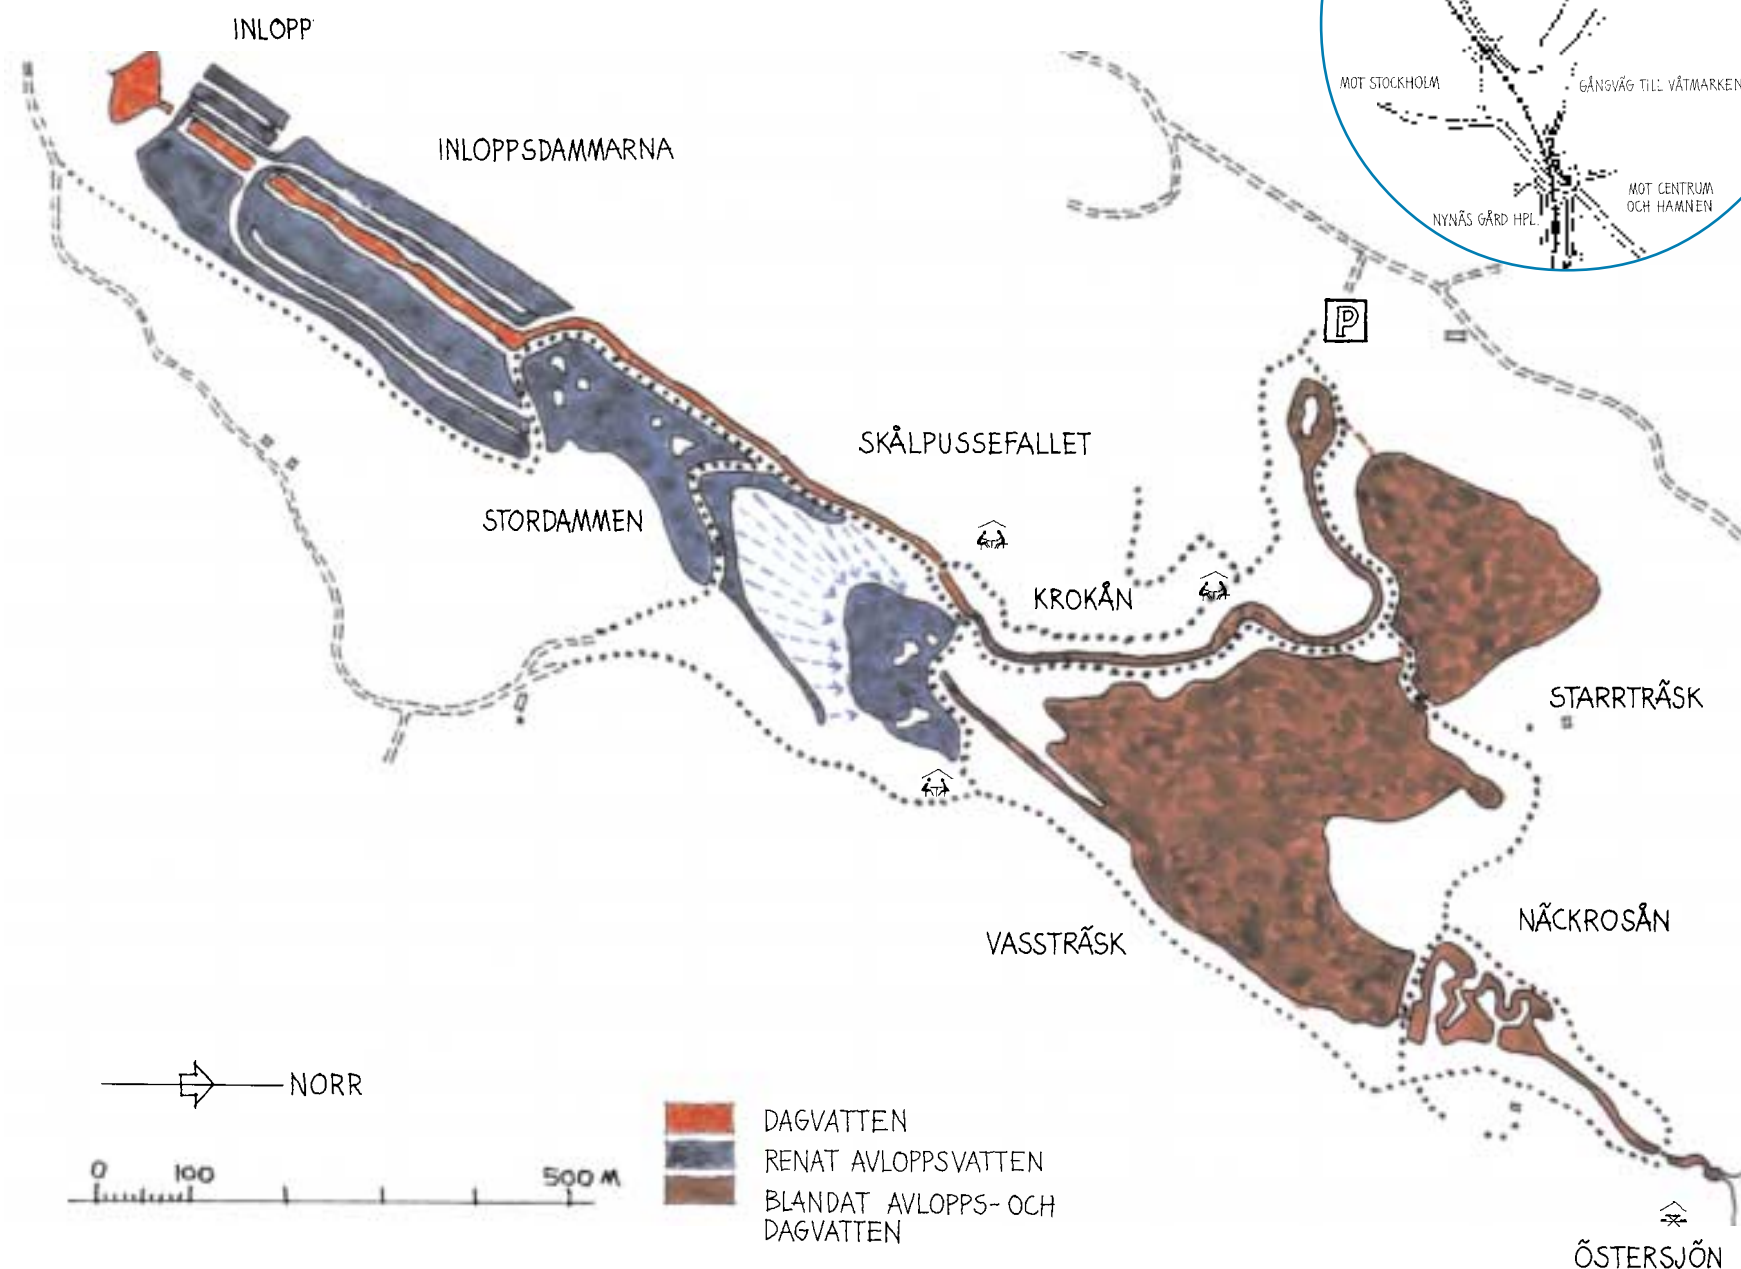 INLOPP
MOT STOCKHOLM
GÅNGVÄG TILL VÅTMARKEN
INLOPPSDAMMARNA
MOT CENTRUM
OCH HAMNEN
NYNÄS GÅRD HPL.
P
SKÅLPUSSEFALLET
STORDAMMEN
KROKÅN
STARRTRÄSK
NÄCKROSÅN
VASSTRÄSK
NORR
0 100 500 M
DAGVATTEN
RENAT AVLOPPSVATTEN
BLANDAT AVLOPPS- OCH
DAGVATTEN
ÖSTERSJÖN